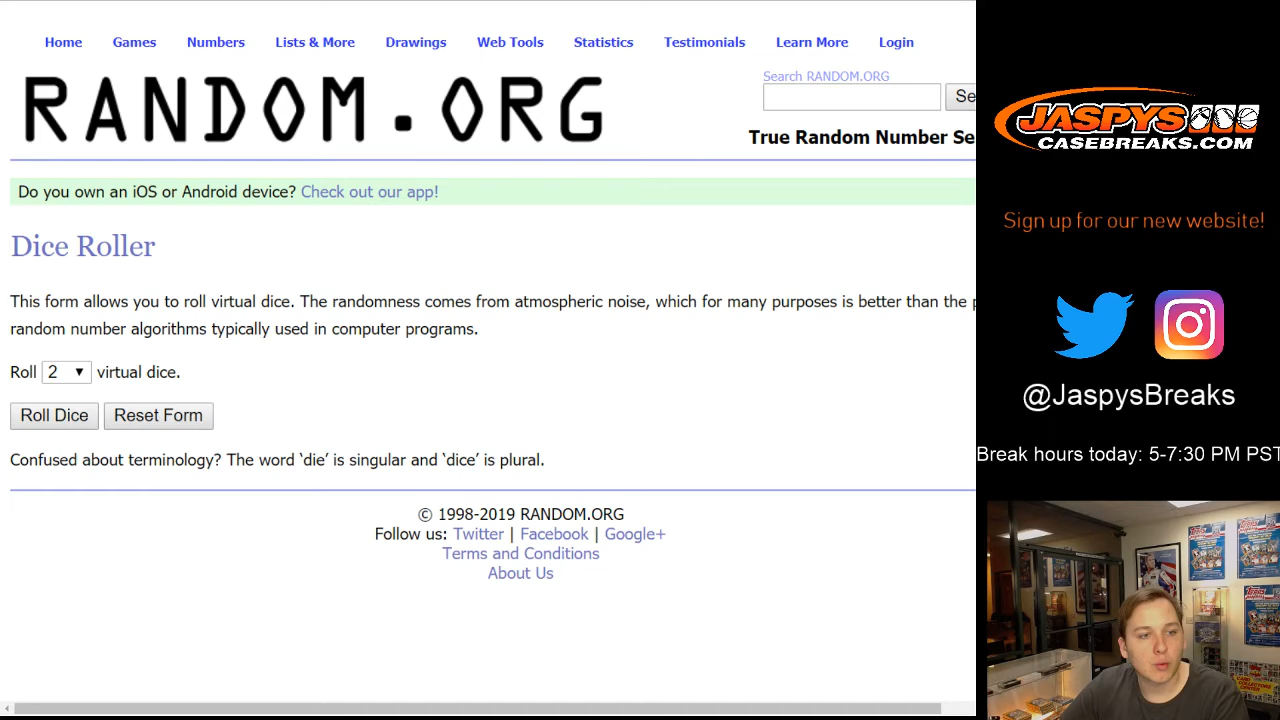 Home Games Numbers Lists & More Drawings Web Tools Statistics Testimonials Learn More Login
RANDOM.ORG
Search RANDOM.ORG
Se
True Random Number Se
Do you own an iOS or Android device? Check out our app!
Dice Roller
This form allows you to roll virtual dice. The randomness comes from atmospheric noise, which for many purposes is better than the p
random number algorithms typically used in computer programs.
Roll 2 virtual dice.
Roll Dice Reset Form
Confused about terminology? The word ‘die’ is singular and ‘dice’ is plural.
© 1998-2019 RANDOM.ORG
Follow us: Twitter | Facebook | Google+
Terms and Conditions
About Us
JASPYS
CASEBREAKS.COM
Sign up for our new website!
@JaspysBreaks
Break hours today: 5-7:30 PM PST